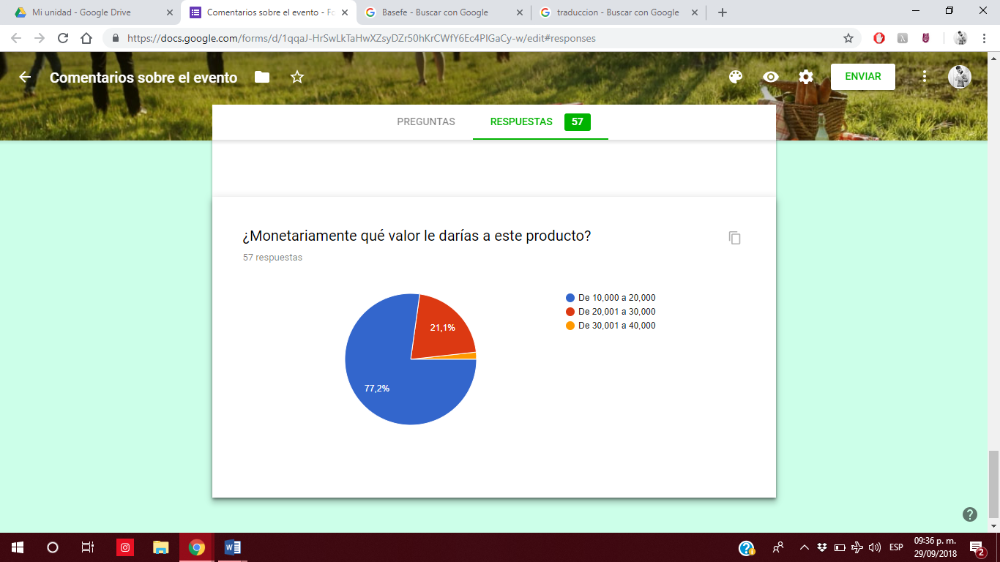 Mi unidad - Google Drive
Comentarios sobre el evento - Fo
Basefe - Buscar con Google
traduccion - Buscar con Google
https://docs.google.com/forms/d/1qqaJ-HrSwLkTaHwXZsyDZr50hKrCWfY6Ec4PIGaCy-w/edit#responses
Comentarios sobre el evento
ENVIAR
PREGUNTAS
RESPUESTAS 57
¿Monetariamente qué valor le darías a este producto?
57 respuestas
De 10,000 a 20,000
De 20,001 a 30,000
De 30,001 a 40,000
21,1%
77,2%
ESP
09:36 p. m.
29/09/2018
2